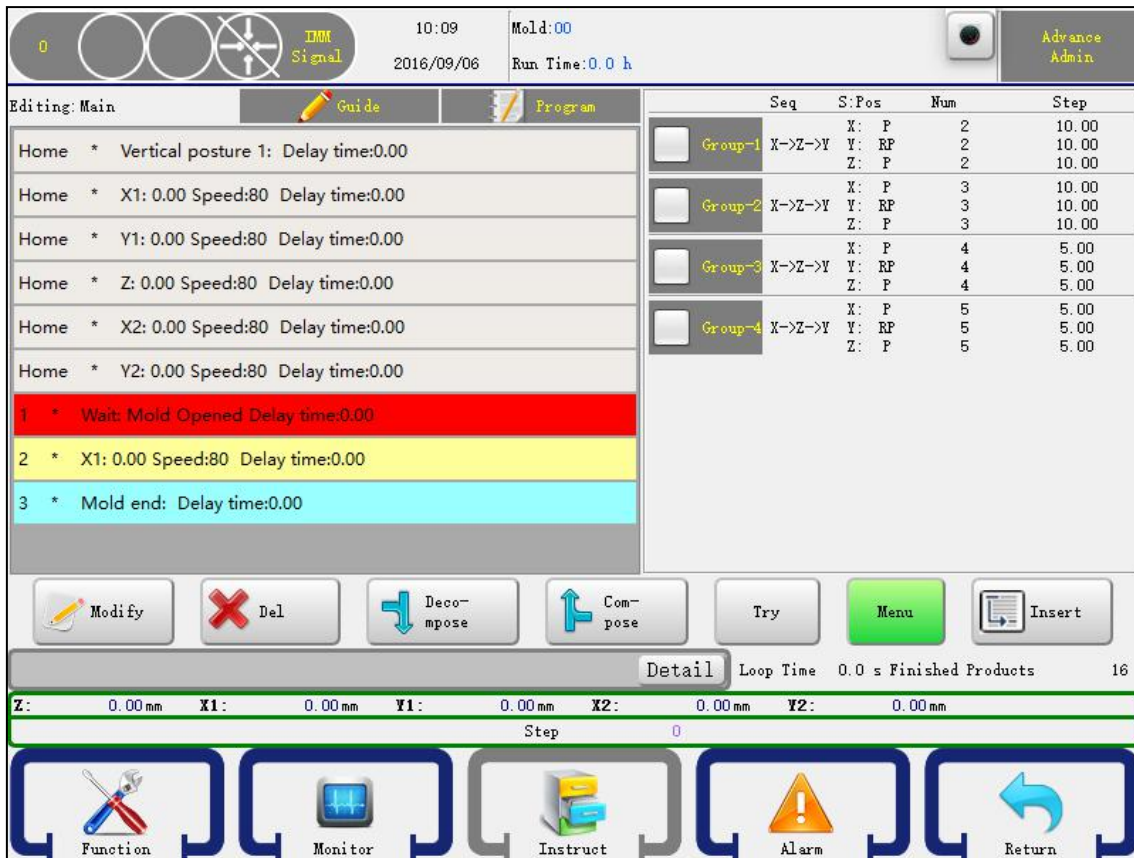 0 IMM Signal 10:09 Mold:00 Advance Admin
2016/09/06 Run Time:0.0 h
Editing:Main Guide Program
Home * Vertical posture 1: Delay time:0.00
Home * X1: 0.00 Speed:80 Delay time:0.00
Home * Y1: 0.00 Speed:80 Delay time:0.00
Home * Z: 0.00 Speed:80 Delay time:0.00
Home * X2: 0.00 Speed:80 Delay time:0.00
Home * Y2: 0.00 Speed:80 Delay time:0.00
1 * Wait: Mold Opened Delay time:0.00
2 * X1: 0.00 Speed:80 Delay time:0.00
3 * Mold end: Delay time:0.00
Seq S:Pos Num Step
X: P 2 10.00
Group-1 X->Z->Y Y: RP 2 10.00
Z: P 2 10.00
X: P 3 10.00
Group-2 X->Z->Y Y: RP 3 10.00
Z: P 3 10.00
X: P 4 5.00
Group-3 X->Z->Y Y: RP 4 5.00
Z: P 4 5.00
X: P 5 5.00
Group-4 X->Z->Y Y: RP 5 5.00
Z: P 5 5.00
Modify Del Deco-mpose Com-pose Try Menu Insert
Detail Loop Time 0.0 s Finished Products 16
Z: 0.00 mm X1: 0.00 mm Y1: 0.00 mm X2: 0.00 mm Y2: 0.00 mm
Step 0
Function Monitor Instruct Alarm Return